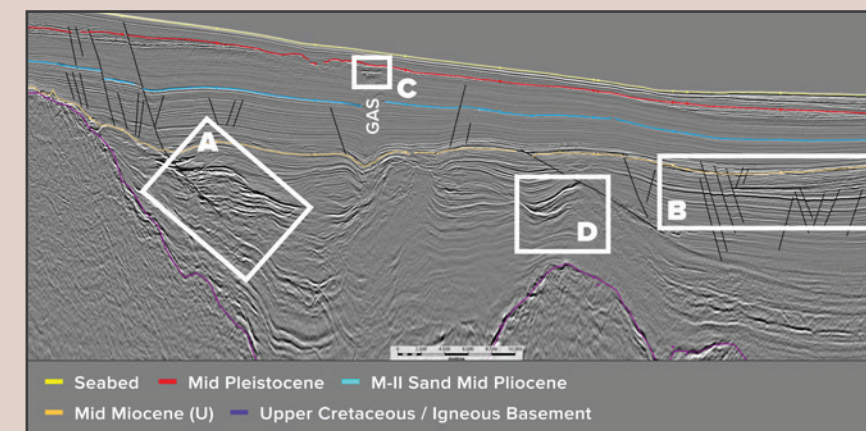 C
GAS
A
B
D
Seabed Mid Pleistocene M-II Sand Mid Pliocene
Mid Miocene (U) Upper Cretaceous / Igneous Basement